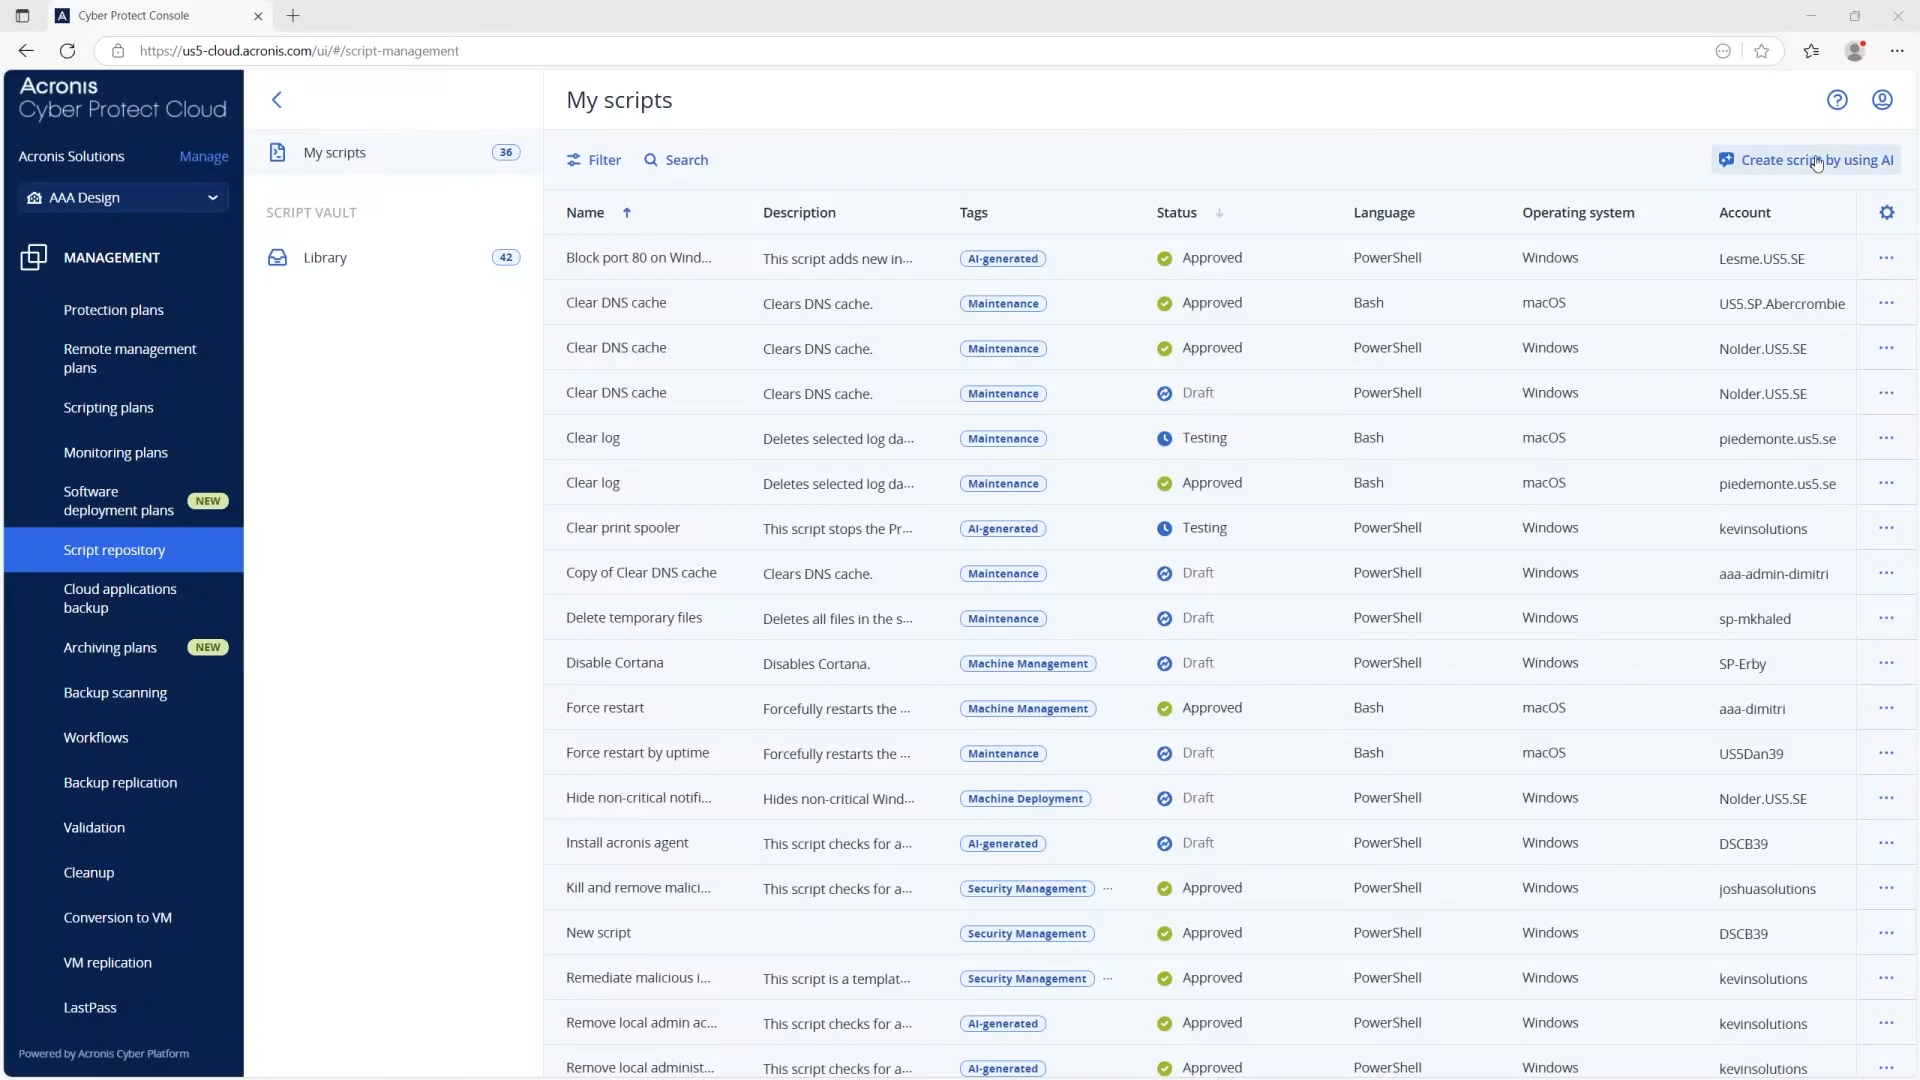 Cyber Protect Console
https://us5-cloud.acronis.com/ui/#/script-management
Acronis
Cyber Protect Cloud
Acronis Solutions Manage
AAA Design
MANAGEMENT
Protection plans
Remote management
plans
Scripting plans
Monitoring plans
Software
deployment plans NEW
Script repository
Cloud applications
backup
Archiving plans NEW
Backup scanning
Workflows
Backup replication
Validation
Cleanup
Conversion to VM
VM replication
LastPass
Powered by Acronis Cyber Platform
My scripts 36
SCRIPT VAULT
Library 42
My scripts
Filter Search Create script by using AI
Name Description Tags Status Language Operating system Account
Block port 80 on Wind... This script adds new in... AI-generated Approved PowerShell Windows Lesme.US5.SE
Clear DNS cache Clears DNS cache. Maintenance Approved Bash macOS US5.SP.Abercrombie
Clear DNS cache Clears DNS cache. Maintenance Approved PowerShell Windows Nolder.US5.SE
Clear DNS cache Clears DNS cache. Maintenance Draft PowerShell Windows Nolder.US5.SE
Clear log Deletes selected log da... Maintenance Testing Bash macOS piedemonte.us5.se
Clear log Deletes selected log da... Maintenance Approved Bash macOS piedemonte.us5.se
Clear print spooler This script stops the Pr... AI-generated Testing PowerShell Windows kevinsolutions
Copy of Clear DNS cache Clears DNS cache. Maintenance Draft PowerShell Windows aaa-admin-dimitri
Delete temporary files Deletes all files in the s... Maintenance Draft PowerShell Windows sp-mkhaled
Disable Cortana Disables Cortana. Machine Management Draft PowerShell Windows SP-Erby
Force restart Forcefully restarts the ... Machine Management Approved Bash macOS aaa-dimitri
Force restart by uptime Forcefully restarts the ... Maintenance Draft Bash macOS US5Dan39
Hide non-critical notifi... Hides non-critical Wind... Machine Deployment Draft PowerShell Windows Nolder.US5.SE
Install acronis agent This script checks for a... AI-generated Draft PowerShell Windows DSCB39
Kill and remove malici... This script checks for a... Security Management ... Approved PowerShell Windows joshuasolutions
New script Security Management Approved PowerShell Windows DSCB39
Remediate malicious i... This script is a templat... Security Management ... Approved PowerShell Windows kevinsolutions
Remove local admin ac... This script checks for a... AI-generated Approved PowerShell Windows kevinsolutions
Remove local administ... This script checks for a... AI-generated Approved PowerShell Windows kevinsolutions